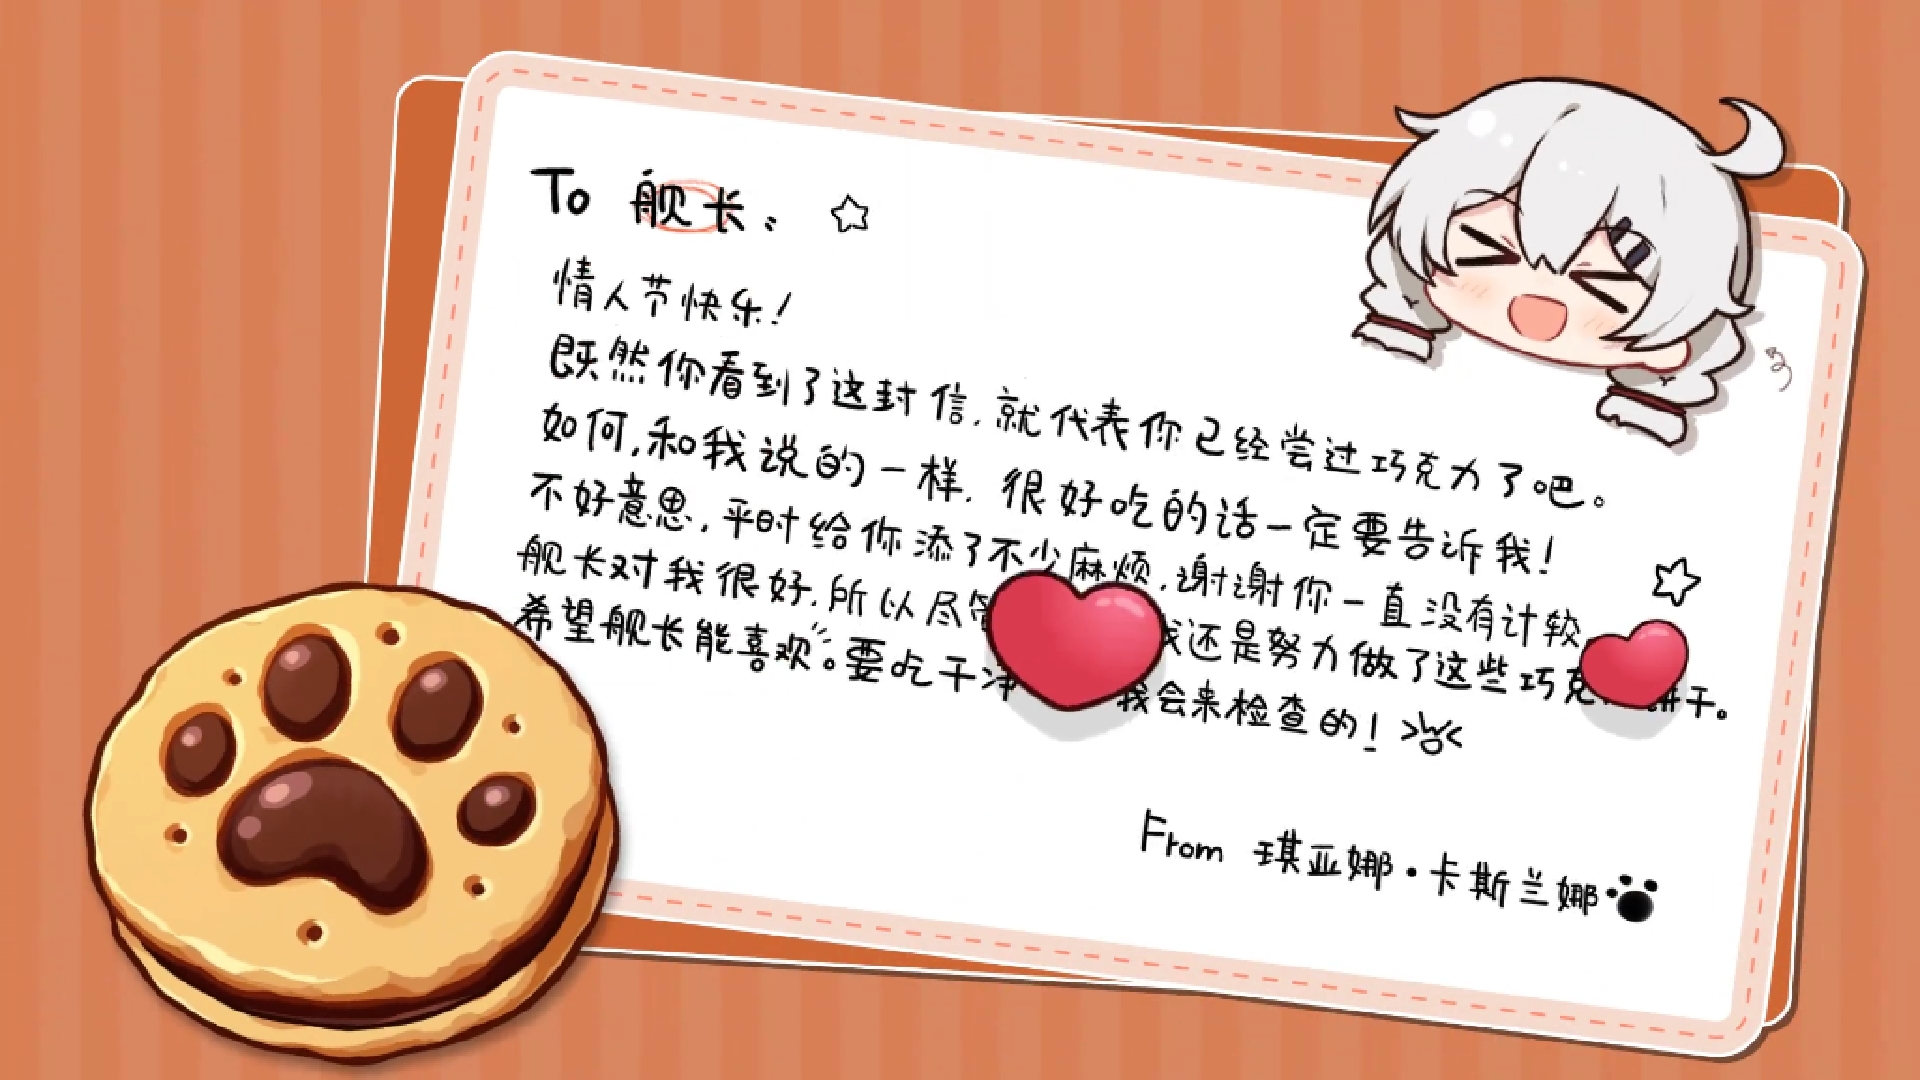 To 舰长：
情人节快乐！
既然你看到了这封信，就代表你已经尝过巧克力了吧。
如何，和我说的一样，很好吃的话一定要告诉我！
不好意思，平时给你添了不少麻烦，谢谢你一直没有计较
舰长对我很好，所以尽管 我还是努力做了这些巧克 饼干。
希望舰长能喜欢。要吃干净 我会来检查的！
From 琪亚娜·卡斯兰娜